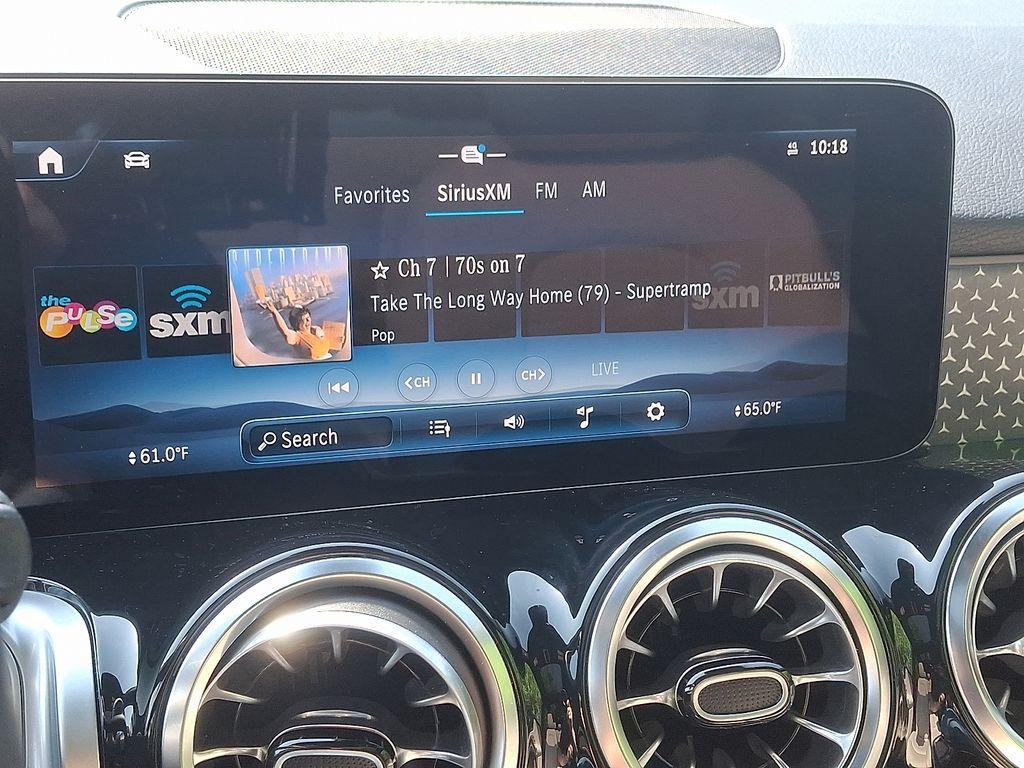 4G 10:18
Favorites SiriusXM FM AM
the PULSE
sxm
Ch 7 | 70s on 7
Take The Long Way Home (79) - Supertramp
Pop
sxm
PITBULL'S
GLOBALIZATION
<CH
CH>
LIVE
61.0°F
Search
65.0°F